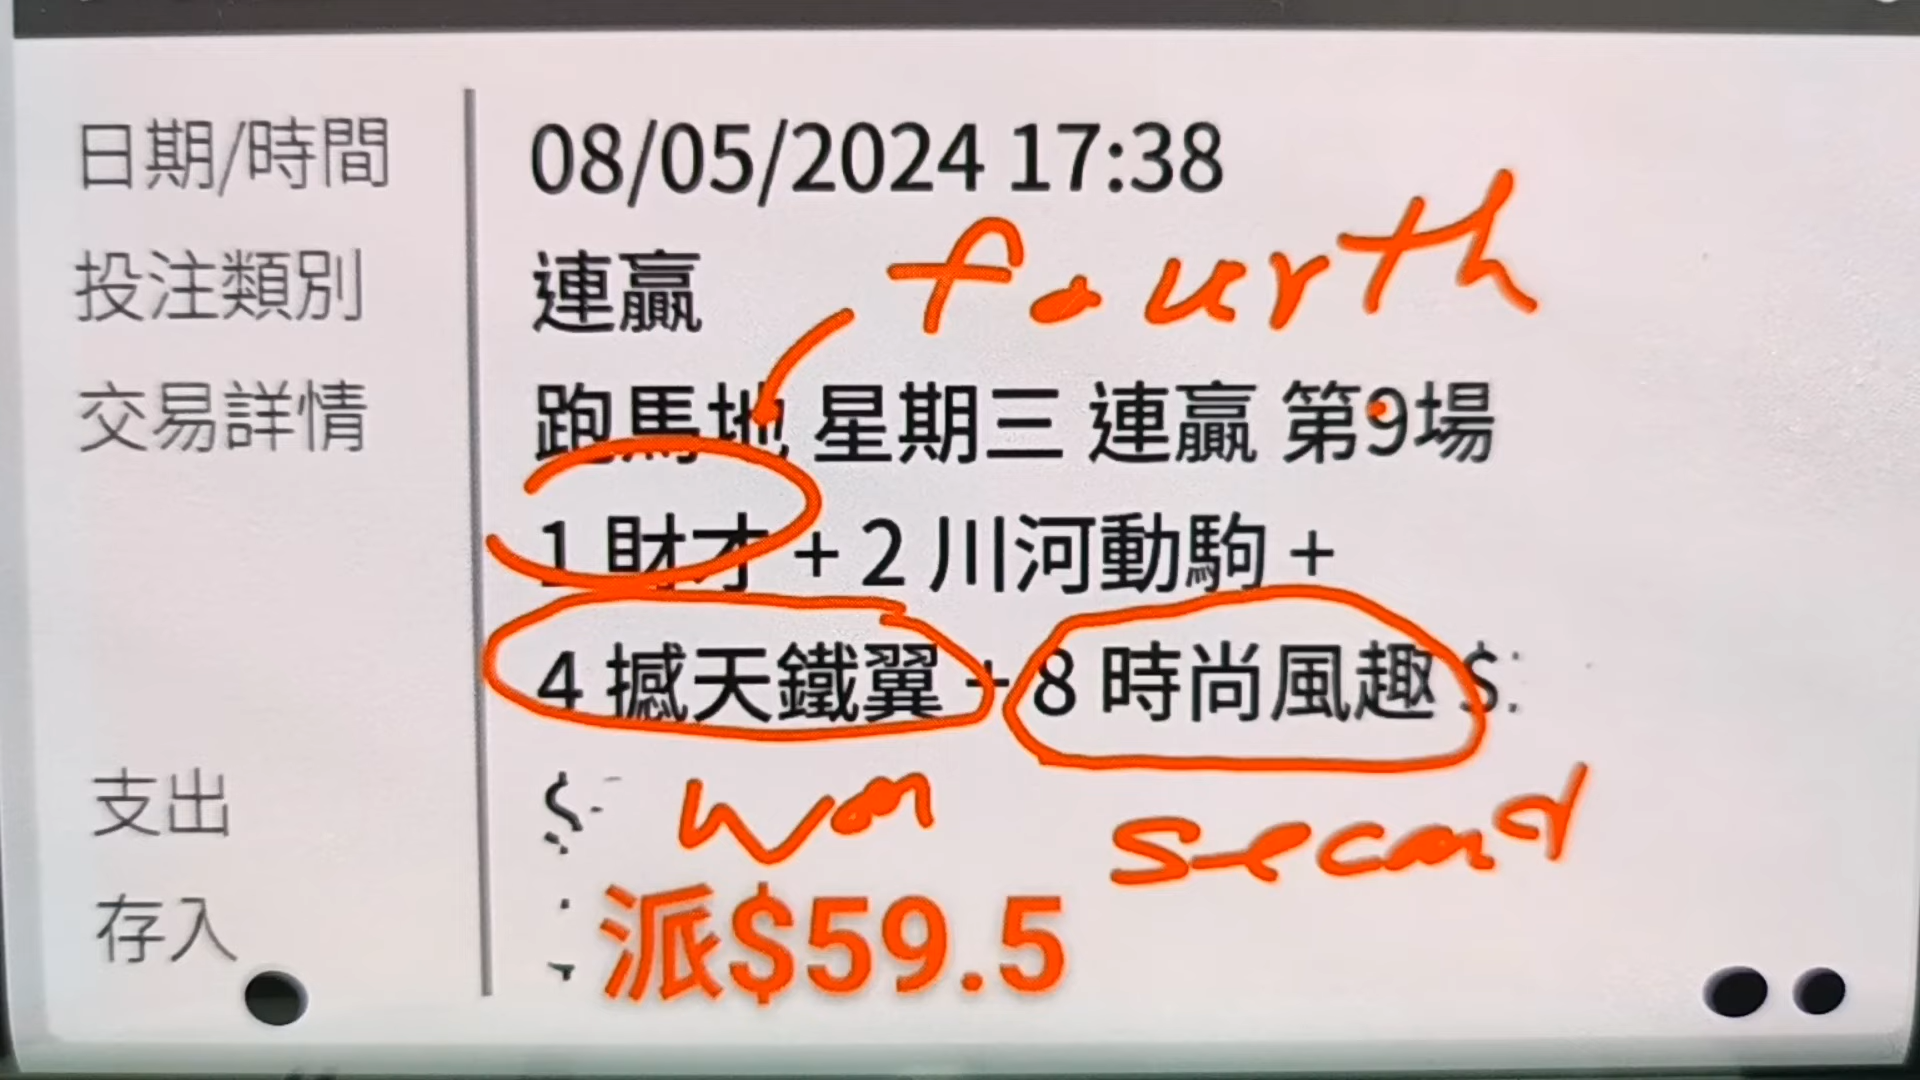 日期/時間 08/05/2024 17:38
投注類別 連贏
fourth
交易詳情 跑馬地 星期三 連贏 第9場
1 財才 + 2 川河動駒 +
4 撼天鐵翼 + 8 時尚風趣 $
支出 $
won second
存入
派$59.5